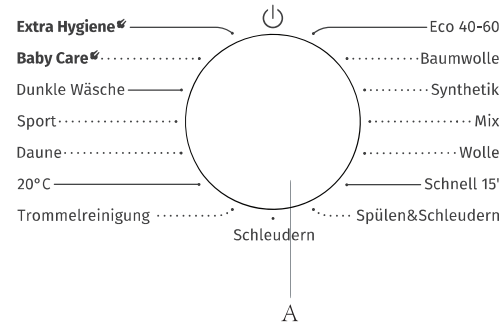 Extra Hygiene
Eco 40-60
Baby Care
Baumwolle
Dunkle Wäsche
Synthetik
Sport
Mix
Daune
Wolle
20°C
Schnell 15'
Trommelreinigung
Spülen&Schleudern
Schleudern
A